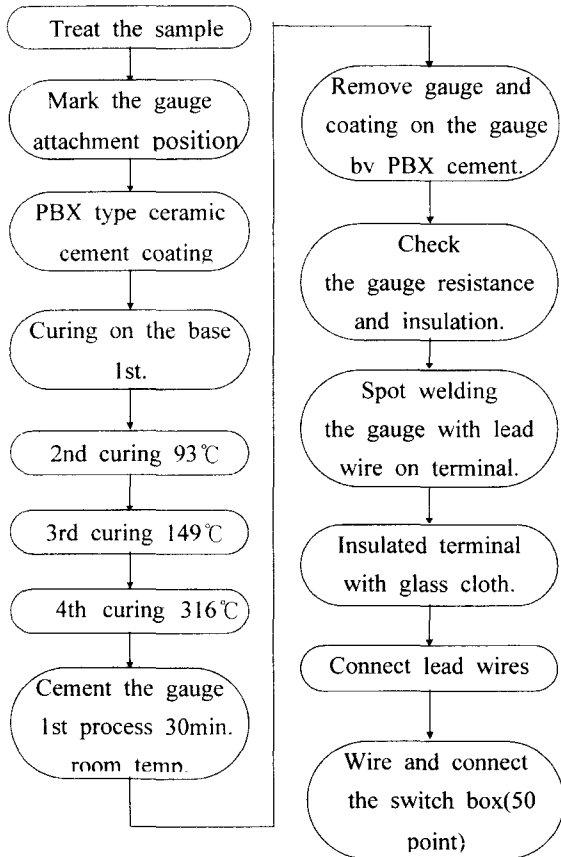 Treat the sample
Mark the gauge
attachment position
PBX type ceramic
cement coating
Curing on the base
1st.
2nd curing 93℃
3rd curing 149℃
4th curing 316℃
Cement the gauge
1st process 30min.
room temp.
Remove gauge and
coating on the gauge
by PBX cement.
Check
the gauge resistance
and insulation.
Spot welding
the gauge with lead
wire on terminal.
Insulated terminal
with glass cloth.
Connect lead wires
Wire and connect
the switch box(50
point)